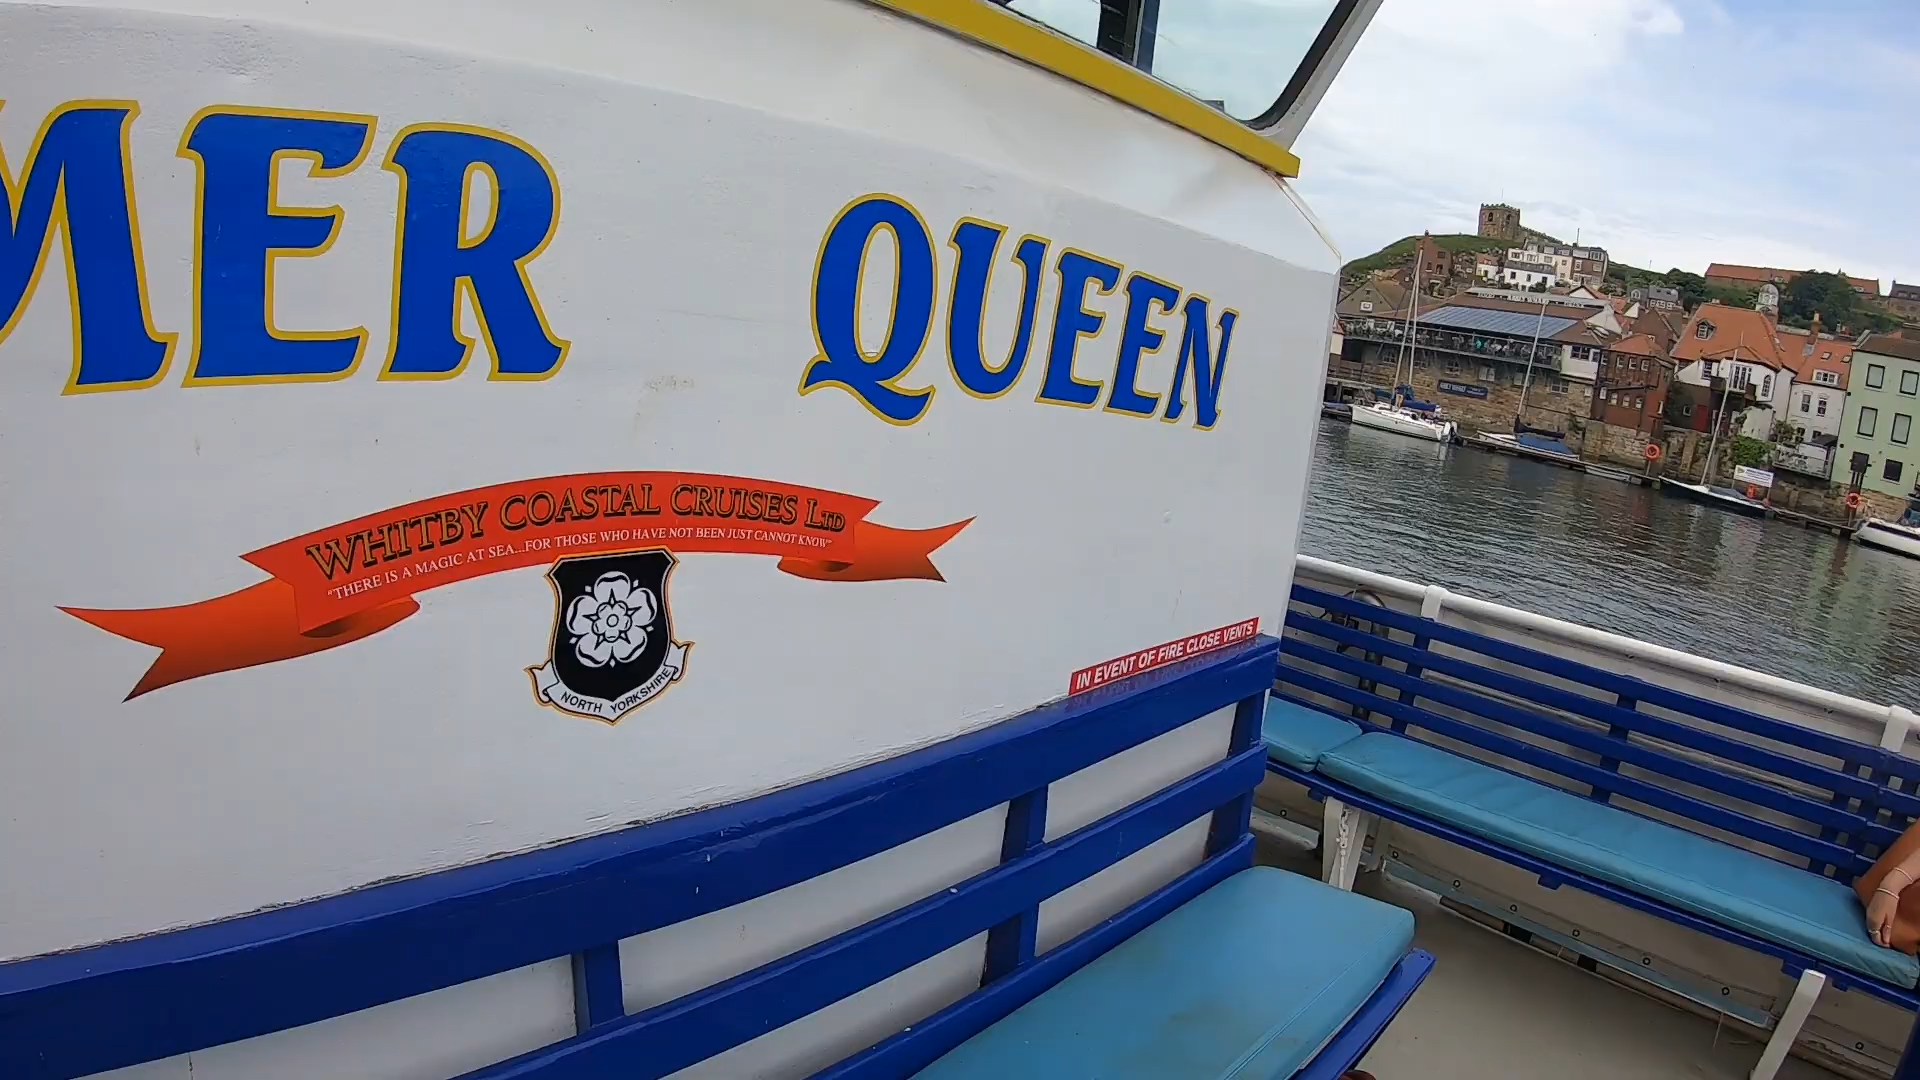 MER QUEEN
WHITBY COASTAL CRUISES LTD
"THERE IS A MAGIC AT SEA...FOR THOSE WHO HAVE NOT BEEN JUST CANNOT KNOW"
NORTH YORKSHIRE
IN EVENT OF FIRE CLOSE VENTS